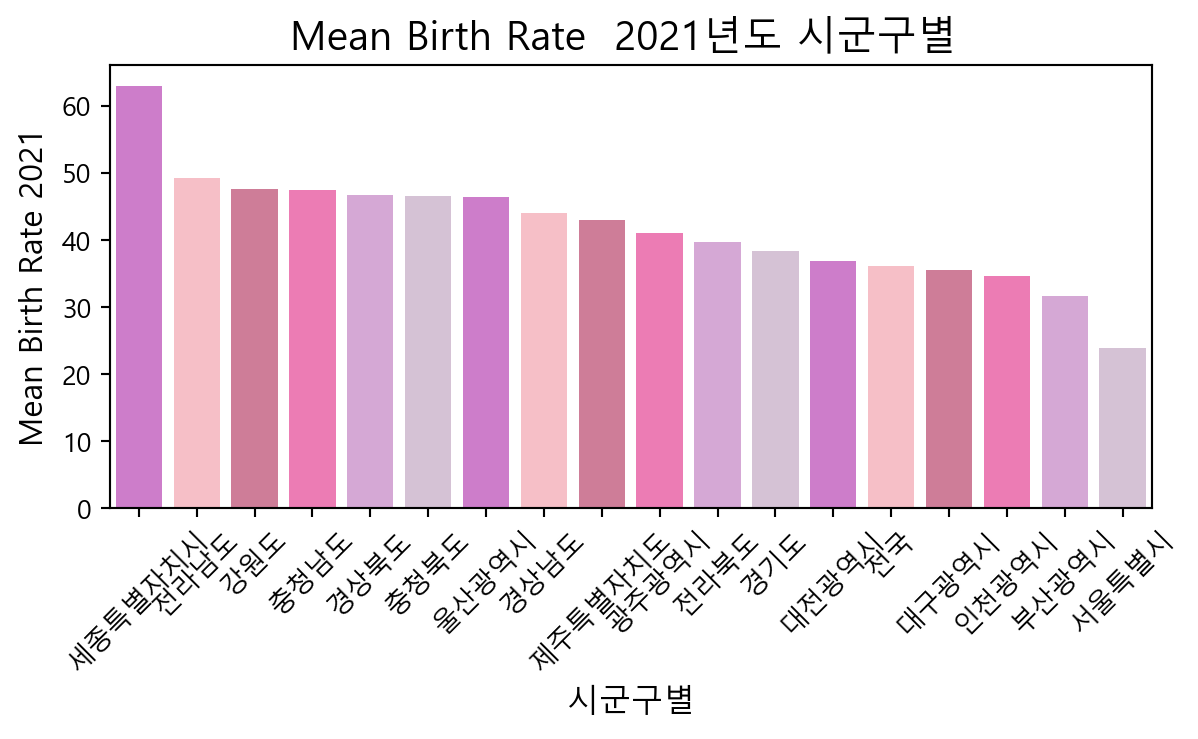 Mean Birth Rate  2021년도 시군구별
Mean Birth Rate 2021
60
50
40
30
20
10
0
세종특별자치시
전라남도
강원도
충청남도
경상북도
충청북도
울산광역시
경상남도
제주특별자치도
광주광역시
전라북도
경기도
대전광역시
전국
대구광역시
인천광역시
부산광역시
서울특별시
시군구별